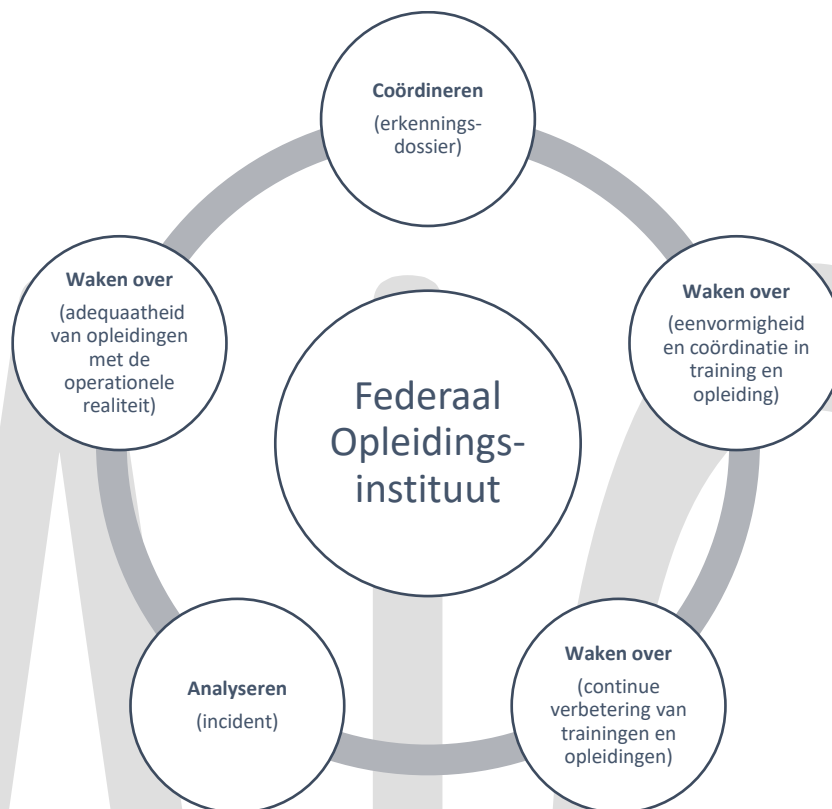 Coördineren
(erkennings-
dossier)
Waken over
(adequaatheid
van opleidingen
met de
operationele
realiteit)
Waken over
(eenvormigheid
en coördinatie in
training en
opleiding)
Federaal
Opleidings-
instituut
Analyseren
(incident)
Waken over
(continue
verbetering van
trainingen en
opleidingen)